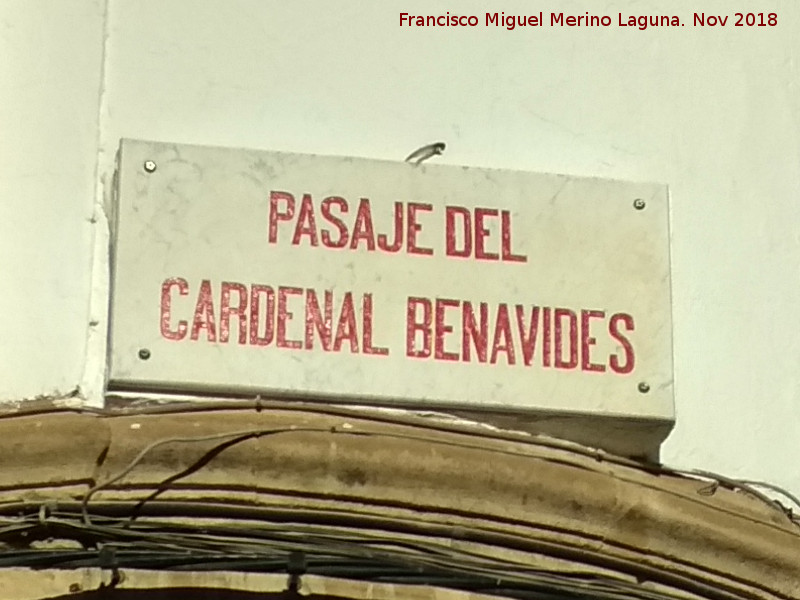 Francisco Miguel Merino Laguna. Nov 2018
PASAJE DEL
CARDENAL BENAVIDES